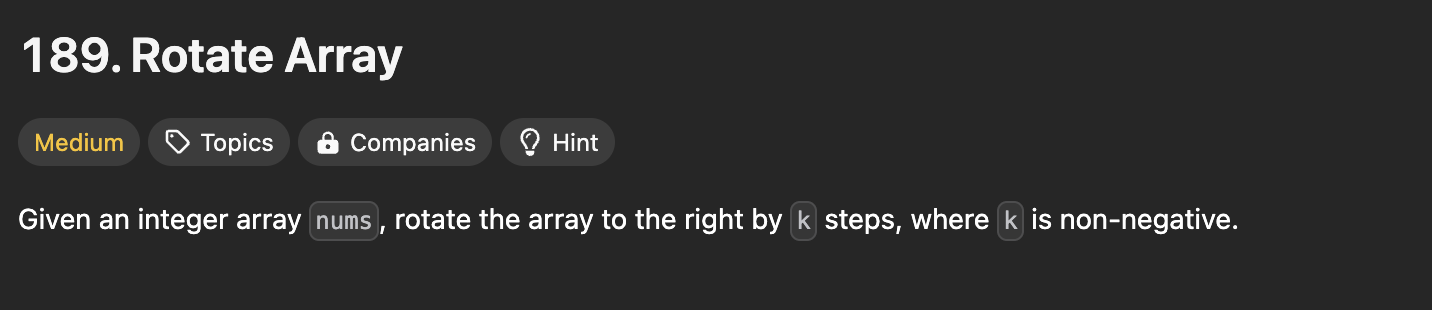 189. Rotate Array
Medium Topics Companies Hint
Given an integer array nums, rotate the array to the right by k steps, where k is non-negative.